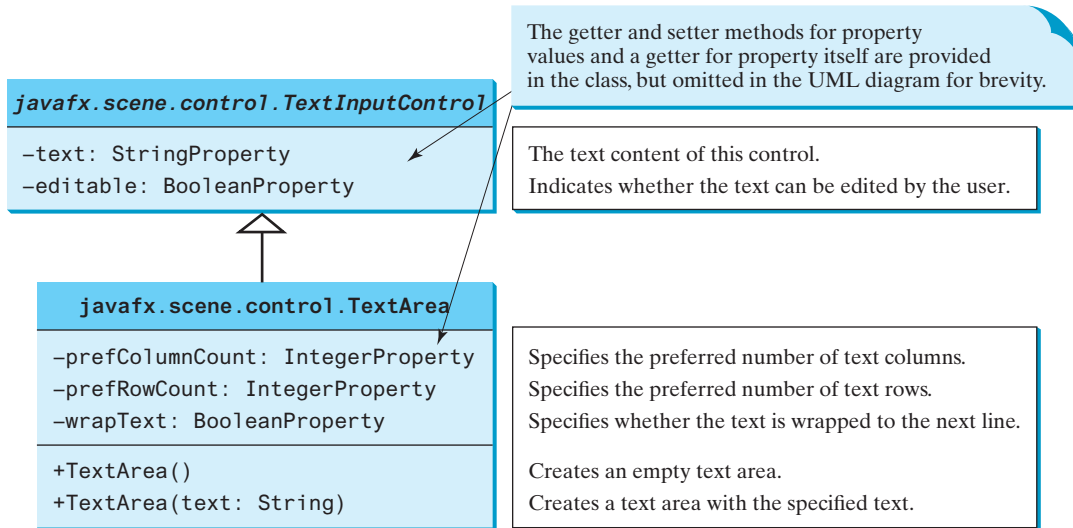 The getter and setter methods for property
values and a getter for property itself are provided
in the class, but omitted in the UML diagram for brevity.
javafx.scene.control.TextInputControl
–text: StringProperty
–editable: BooleanProperty
The text content of this control.
Indicates whether the text can be edited by the user.
javafx.scene.control.TextArea
–prefColumnCount: IntegerProperty
–prefRowCount: IntegerProperty
–wrapText: BooleanProperty
Specifies the preferred number of text columns.
Specifies the preferred number of text rows.
Specifies whether the text is wrapped to the next line.
+TextArea()
+TextArea(text: String)
Creates an empty text area.
Creates a text area with the specified text.